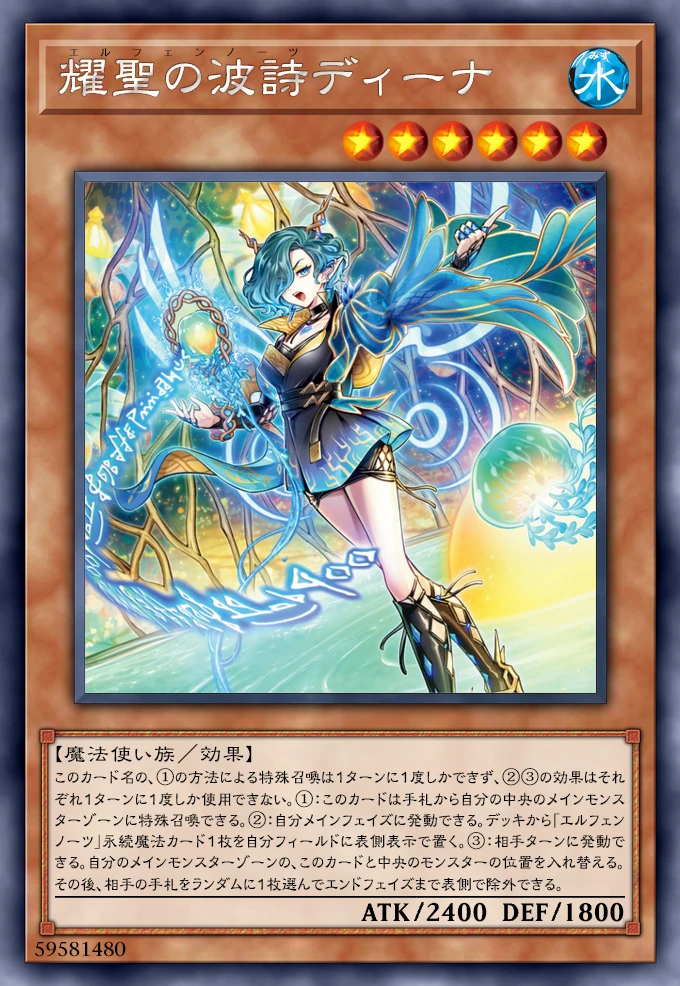 エルフェンノーツ
耀聖の波詩ディーナ
みず
水
【魔法使い族／効果】
このカード名の、①の方法による特殊召喚は1ターンに1度しかできず、②③の効果はそれ
ぞれ1ターンに1度しか使用できない。①:このカードは手札から自分の中央のメインモンス
ターゾーンに特殊召喚できる。②:自分メインフェイズに発動できる。デッキから「エルフェン
ノーツ」永続魔法カード1枚を自分フィールドに表側表示で置く。③:相手ターンに発動で
きる。自分のメインモンスターゾーンの、このカードと中央のモンスターの位置を入れ替える。
その後、相手の手札をランダムに1枚選んでエンドフェイズまで表側で除外できる。
ATK/2400 DEF/1800
59581480